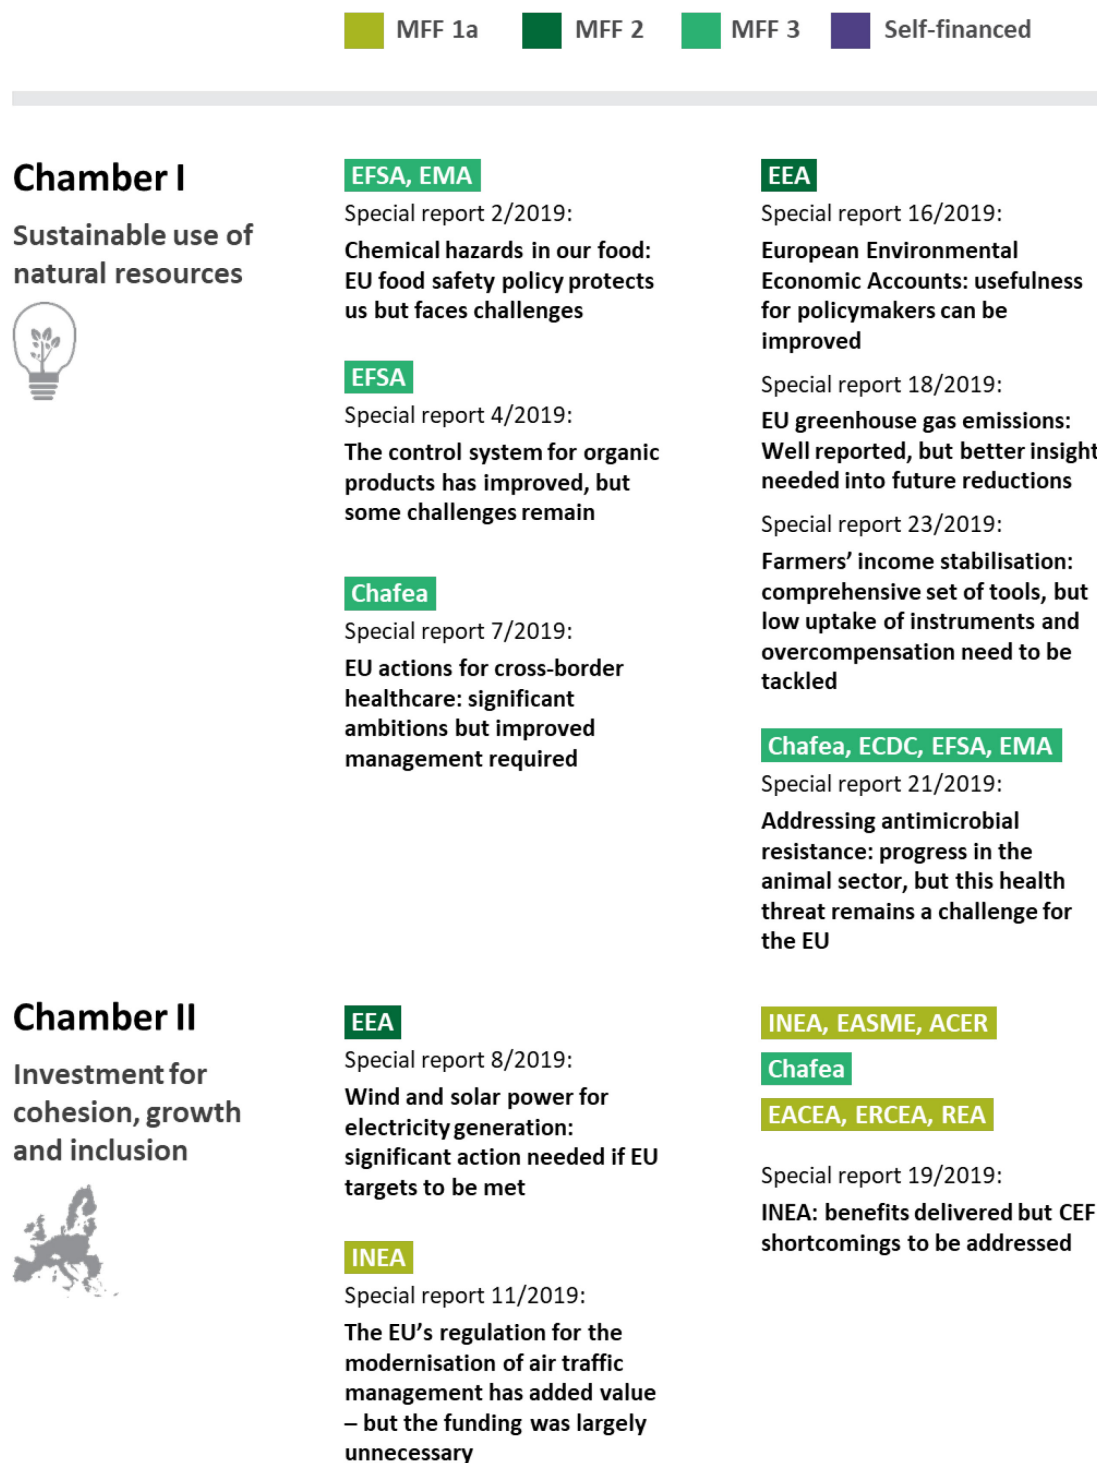 MFF 1a MFF 2 MFF 3 Self-financed
Chamber I
Sustainable use of
natural resources
EFSA, EMA
Special report 2/2019:
Chemical hazards in our food:
EU food safety policy protects
us but faces challenges
EFSA
Special report 4/2019:
The control system for organic
products has improved, but
some challenges remain
Chafea
Special report 7/2019:
EU actions for cross-border
healthcare: significant
ambitions but improved
management required
EEA
Special report 16/2019:
European Environmental
Economic Accounts: usefulness
for policymakers can be
improved
Special report 18/2019:
EU greenhouse gas emissions:
Well reported, but better insight
needed into future reductions
Special report 23/2019:
Farmers’ income stabilisation:
comprehensive set of tools, but
low uptake of instruments and
overcompensation need to be
tackled
Chafea, ECDC, EFSA, EMA
Special report 21/2019:
Addressing antimicrobial
resistance: progress in the
animal sector, but this health
threat remains a challenge for
the EU
Chamber II
Investment for
cohesion, growth
and inclusion
EEA
Special report 8/2019:
Wind and solar power for
electricity generation:
significant action needed if EU
targets to be met
INEA
Special report 11/2019:
The EU’s regulation for the
modernisation of air traffic
management has added value
– but the funding was largely
unnecessary
INEA, EASME, ACER
Chafea
EACEA, ERCEA, REA
Special report 19/2019:
INEA: benefits delivered but CEF
shortcomings to be addressed